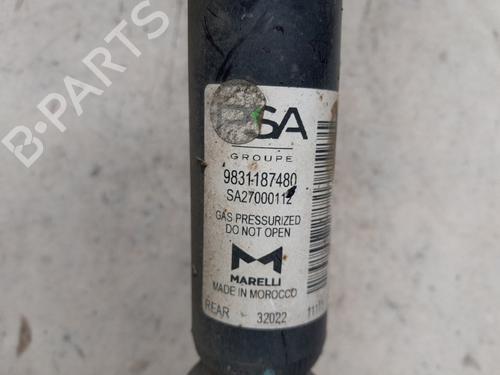 B-PARTS
PSA
GROUPE
9831187480
SA27000112
GAS PRESSURIZED
DO NOT OPEN
MARELLI
MADE IN MOROCCO
REAR 32022